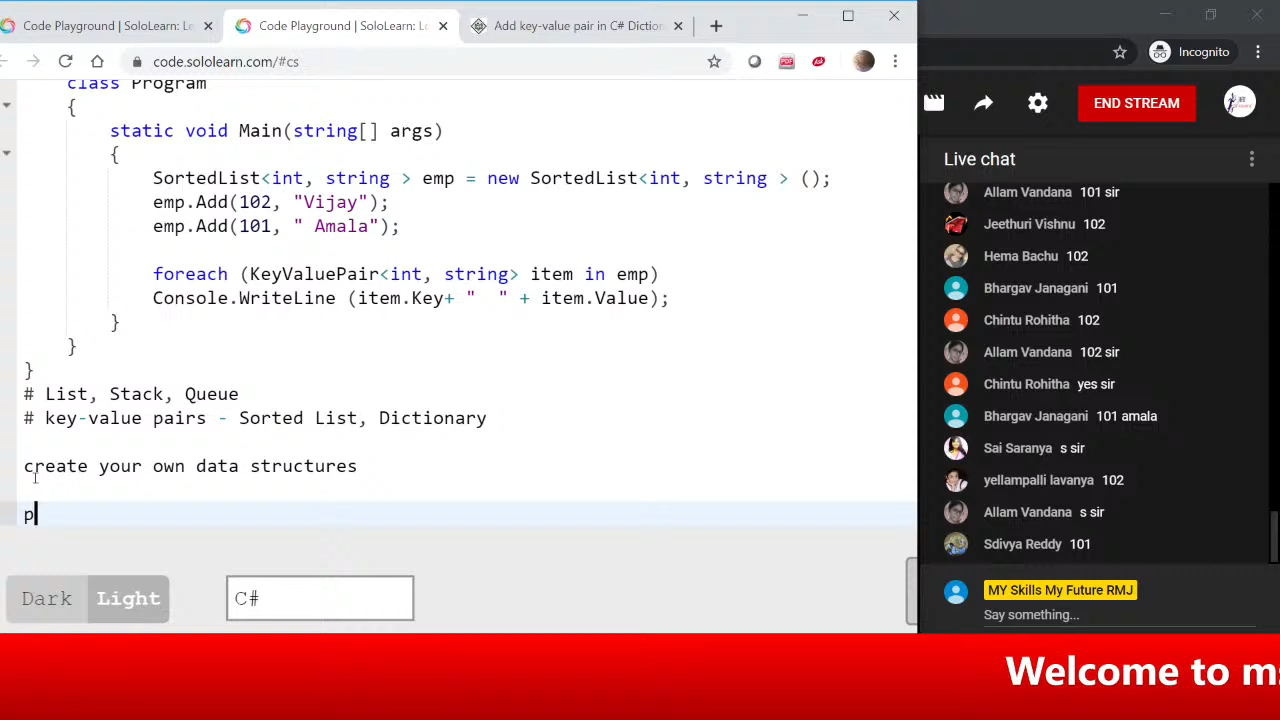 Code Playground | SoloLearn: Le
Code Playground | SoloLearn: Le
Add key-value pair in C# Diction
code.sololearn.com/#cs
PDF
Incognito
class Program
{
static void Main(string[] args)
{
SortedList<int, string > emp = new SortedList<int, string > ();
emp.Add(102, "Vijay");
emp.Add(101, " Amala");
foreach (KeyValuePair<int, string> item in emp)
Console.WriteLine (item.Key+ "  " + item.Value);
}
}
}
# List, Stack, Queue
# key-value pairs - Sorted List, Dictionary
create your own data structures
p
Dark Light
C#
END STREAM
Live chat
Allam Vandana 101 sir
Jeethuri Vishnu 102
Hema Bachu 102
Bhargav Janagani 101
Chintu Rohitha 102
Allam Vandana 102 sir
Chintu Rohitha yes sir
Bhargav Janagani 101 amala
Sai Saranya s sir
yellampalli lavanya 102
Allam Vandana s sir
Sdivya Reddy 101
MY Skills My Future RMJ
Say something...
Welcome to m